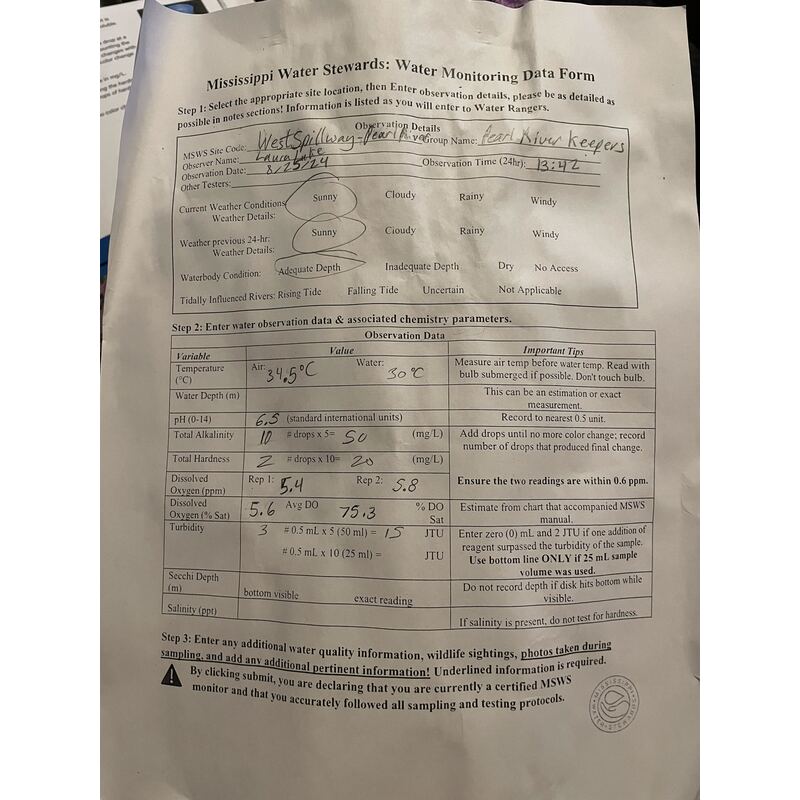 Mississippi Water Stewards: Water Monitoring Data Form
Step 1: Select the appropriate site location, then Enter observation details, please be as detailed as
possible in notes sections! Information is listed as you will enter to Water Rangers.
Observation Details
MSWS Site Code: West Spillway-Pearl River Group Name: Pearl River Keepers
Observer Name: Laura Lake
Observation Date: 8/25/24 Observation Time (24hr): 13:42
Other Testers:
Current Weather Conditions Sunny Cloudy Rainy Windy
Weather Details:
Weather previous 24-hr: Sunny Cloudy Rainy Windy
Weather Details:
Waterbody Condition: Adequate Depth Inadequate Depth Dry No Access
Tidally Influenced Rivers: Rising Tide Falling Tide Uncertain Not Applicable
Step 2: Enter water observation data & associated chemistry parameters.
Observation Data
Variable Value Important Tips
Temperature (°C) Air: 34.5°C Water: 30°C Measure air temp before water temp. Read with
bulb submerged if possible. Don't touch bulb.
Water Depth (m) This can be an estimation or exact
measurement.
pH (0-14) 6.5 (standard international units) Record to nearest 0.5 unit.
Total Alkalinity 10 # drops x 5= 50 (mg/L) Add drops until no more color change; record
number of drops that produced final change.
Total Hardness 2 # drops x 10= 20 (mg/L)
Dissolved Oxygen (ppm) Rep 1: 5.4 Rep 2: 5.8 Ensure the two readings are within 0.6 ppm.
Dissolved Oxygen (% Sat) 5.6 Avg DO 75.3 % DO Sat Estimate from chart that accompanied MSWS
manual.
Turbidity 3 # 0.5 mL x 5 (50 ml) = 15 JTU Enter zero (0) mL and 2 JTU if one addition of
reagent surpassed the turbidity of the sample.
# 0.5 mL x 10 (25 ml) = JTU Use bottom line ONLY if 25 mL sample
volume was used.
Secchi Depth (m) bottom visible exact reading Do not record depth if disk hits bottom while
visible.
Salinity (ppt) If salinity is present, do not test for hardness.
Step 3: Enter any additional water quality information, wildlife sightings, photos taken during
sampling, and add any additional pertinent information! Underlined information is required.
By clicking submit, you are declaring that you are currently a certified MSWS
monitor and that you accurately followed all sampling and testing protocols.